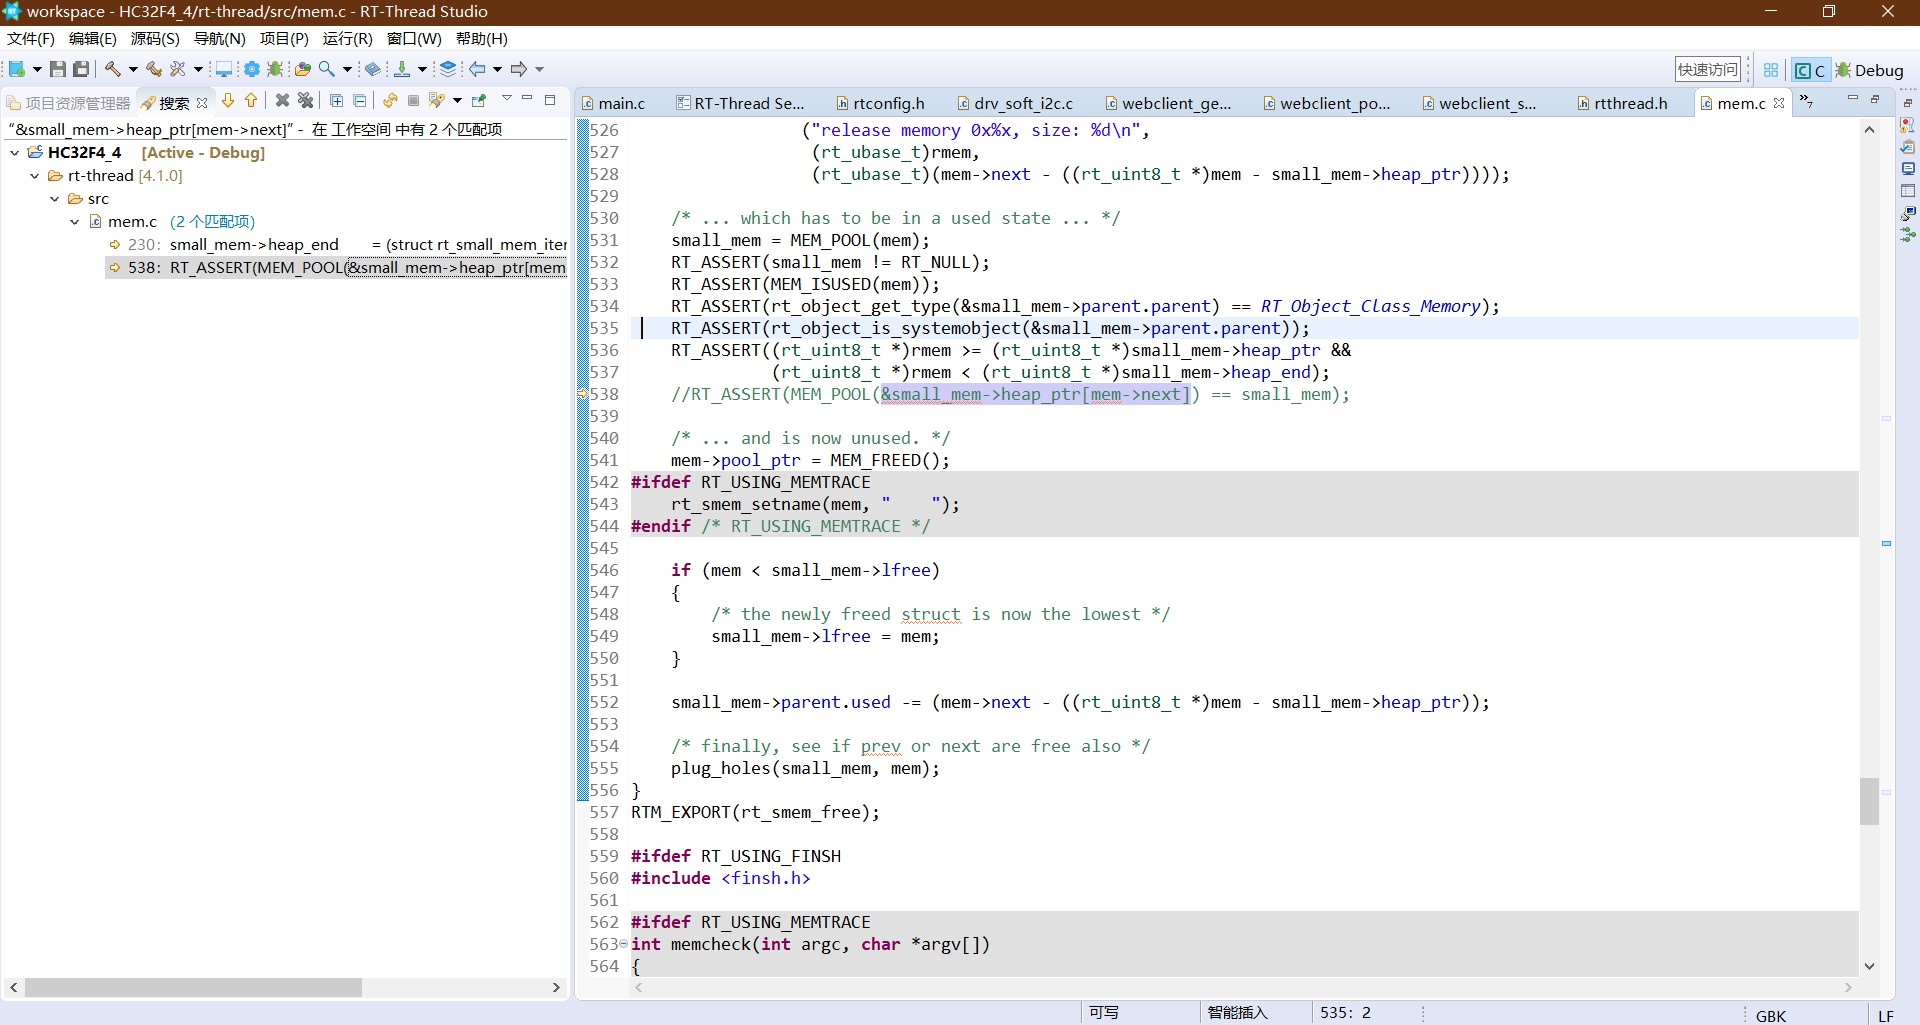 workspace - HC32F4_4/rt-thread/src/mem.c - RT-Thread Studio
文件(F) 编辑(E) 源码(S) 导航(N) 项目(P) 运行(R) 窗口(W) 帮助(H)
快速访问 C Debug
项目资源管理器 搜索
main.c RT-Thread Se... rtconfig.h drv_soft_i2c.c webclient_ge... webclient_po... webclient_s... rtthread.h mem.c »7
“&small_mem->heap_ptr[mem->next]” - 在 工作空间 中有 2 个匹配项
HC32F4_4 [Active - Debug]
rt-thread [4.1.0]
src
mem.c (2 个匹配项)
230: small_mem->heap_end = (struct rt_small_mem_iter
538: RT_ASSERT(MEM_POOL(&small_mem->heap_ptr[mem
526 ("release memory 0x%x, size: %d\n",
527 (rt_ubase_t)rmem,
528 (rt_ubase_t)(mem->next - ((rt_uint8_t *)mem - small_mem->heap_ptr))));
529
530 /* ... which has to be in a used state ... */
531 small_mem = MEM_POOL(mem);
532 RT_ASSERT(small_mem != RT_NULL);
533 RT_ASSERT(MEM_ISUSED(mem));
534 RT_ASSERT(rt_object_get_type(&small_mem->parent.parent) == RT_Object_Class_Memory);
535 RT_ASSERT(rt_object_is_systemobject(&small_mem->parent.parent));
536 RT_ASSERT((rt_uint8_t *)rmem >= (rt_uint8_t *)small_mem->heap_ptr &&
537 (rt_uint8_t *)rmem < (rt_uint8_t *)small_mem->heap_end);
538 //RT_ASSERT(MEM_POOL(&small_mem->heap_ptr[mem->next]) == small_mem);
539
540 /* ... and is now unused. */
541 mem->pool_ptr = MEM_FREED();
542 #ifdef RT_USING_MEMTRACE
543 rt_smem_setname(mem, "    ");
544 #endif /* RT_USING_MEMTRACE */
545
546 if (mem < small_mem->lfree)
547 {
548 /* the newly freed struct is now the lowest */
549 small_mem->lfree = mem;
550 }
551
552 small_mem->parent.used -= (mem->next - ((rt_uint8_t *)mem - small_mem->heap_ptr));
553
554 /* finally, see if prev or next are free also */
555 plug_holes(small_mem, mem);
556 }
557 RTM_EXPORT(rt_smem_free);
558
559 #ifdef RT_USING_FINSH
560 #include <finsh.h>
561
562 #ifdef RT_USING_MEMTRACE
563 int memcheck(int argc, char *argv[])
564 {
可写 智能插入 535: 2 GBK LF